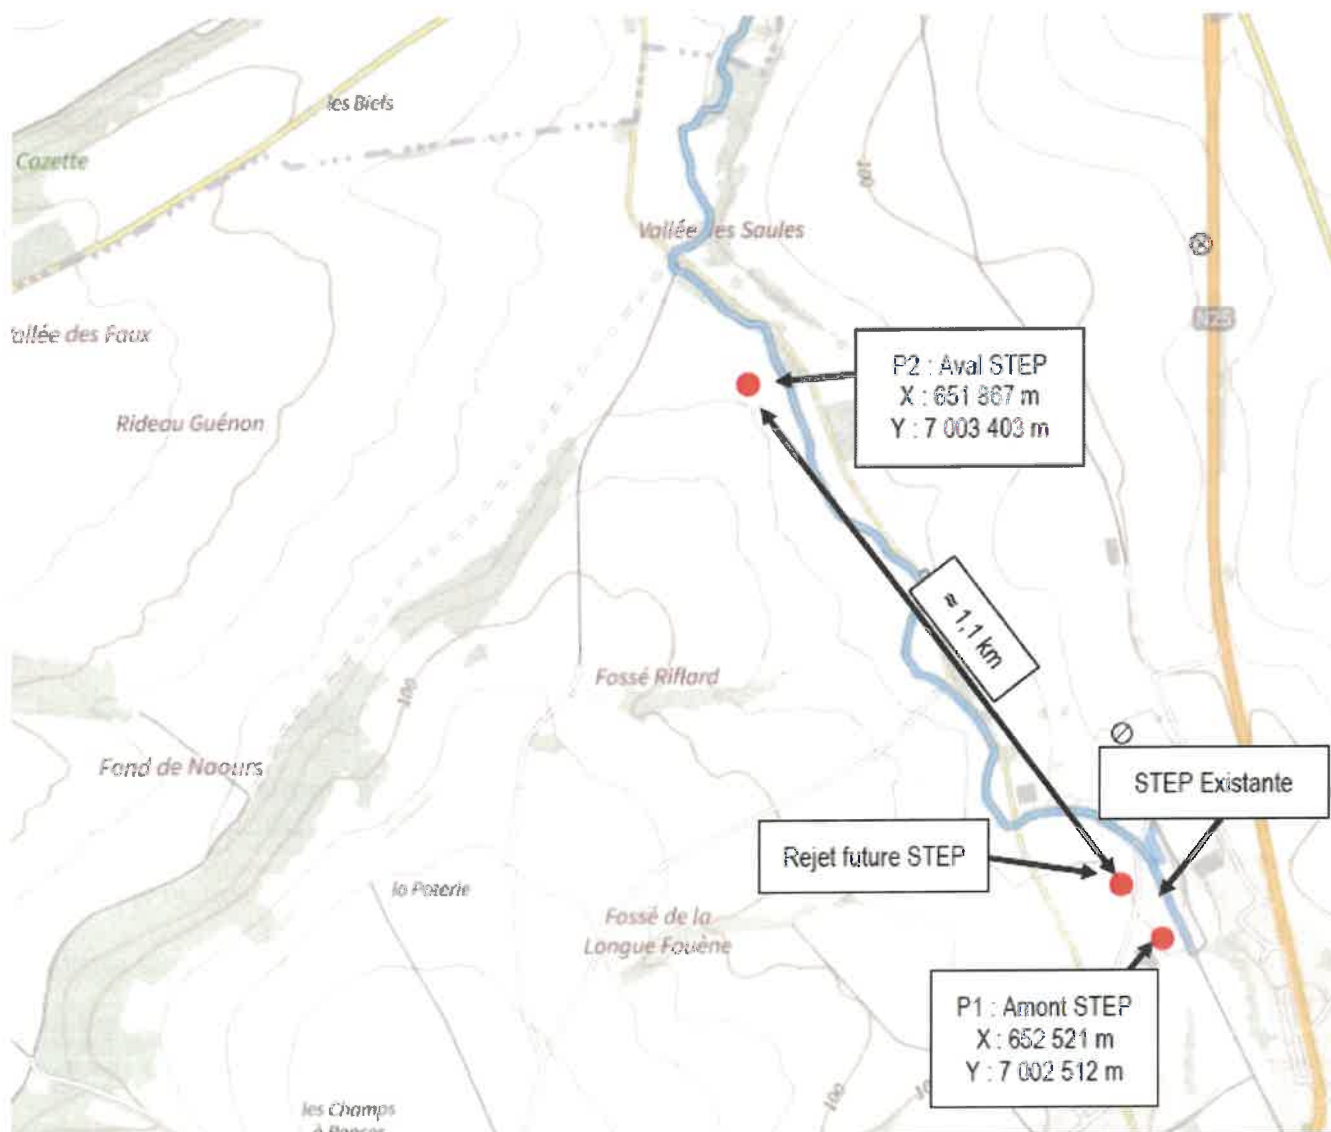 les Biefs
Cozette
Vallée des Saules
Vallée des Faux
N25
100
P2 : Aval STEP
X : 651 867 m
Y : 7 003 403 m
Rideau Guénon
≈ 1,1 km
Fossé Riflard
100
Fond de Naours
STEP Existante
Rejet future STEP
la Poterie
Fossé de la
Longue Fouène
P1 : Amont STEP
X : 652 521 m
Y : 7 002 512 m
100
les Champs